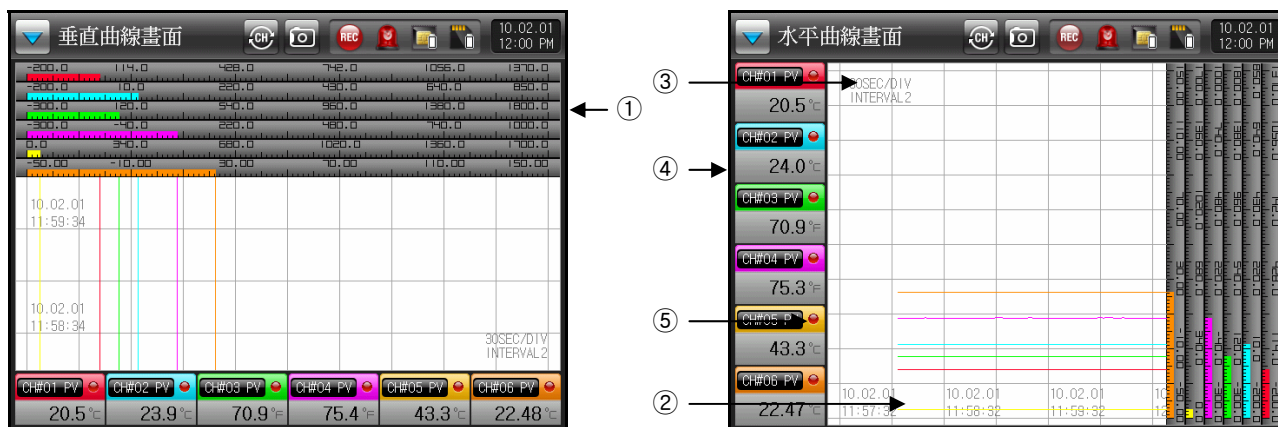 垂直曲線畫面
CH
REC
10.02.01
12:00 PM
-200.0 114.0 428.0 742.0 1056.0 1370.0
-200.0 10.0 220.0 430.0 640.0 850.0
-300.0 120.0 540.0 960.0 1380.0 1800.0
-300.0 -40.0 220.0 480.0 740.0 1000.0
0.0 340.0 680.0 1020.0 1360.0 1700.0
-50.00 -10.00 30.00 70.00 110.00 150.00
10.02.01
11:59:34
10.02.01
11:58:34
30SEC/DIV
INTERVAL2
CH#01 PV CH#02 PV CH#03 PV CH#04 PV CH#05 PV CH#06 PV
20.5 ℃ 23.9 ℃ 70.9 ℉ 75.4 ℉ 43.3 ℃ 22.48 ℃
①
水平曲線畫面
CH
REC
10.02.01
12:00 PM
③
30SEC/DIV
INTERVAL2
④
⑤
②
CH#01 PV
20.5 ℃
CH#02 PV
24.0 ℃
CH#03 PV
70.9 ℉
CH#04 PV
75.3 ℉
CH#05 P
43.3 ℃
CH#06 PV
22.47 ℃
10.02.01 10.02.01 10.02.01
11:57:32 11:58:32 11:59:32